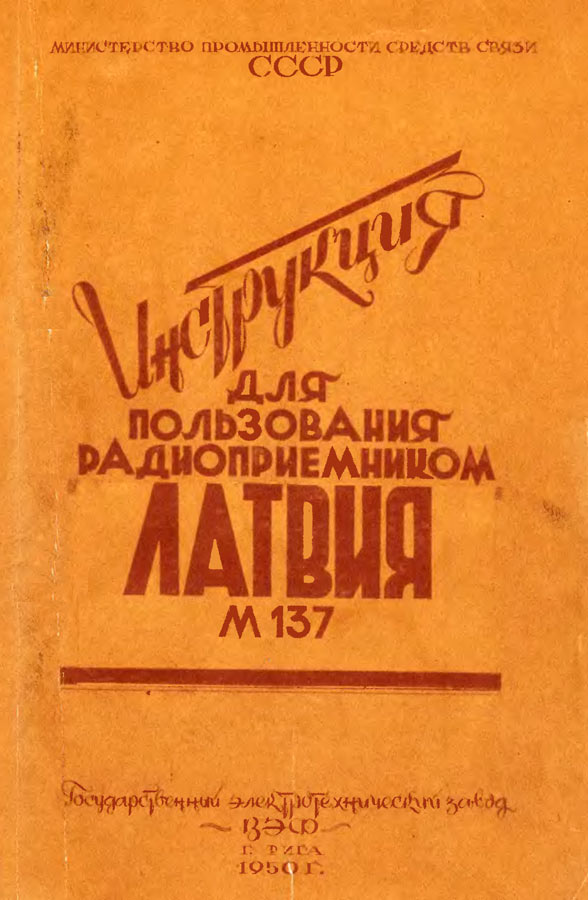 МИНИСТЕРСТВО ПРОМЫШЛЕННОСТИ СРЕДСТВ СВЯЗИ
СССР
Инструкция
ДЛЯ
ПОЛЬЗОВАНИЯ
РАДИОПРИЕМНИКОМ
ЛАТВИЯ
М 137
Государственный электротехнический завод
~ ВЭФ ~
Г. РИГА
1950 г.